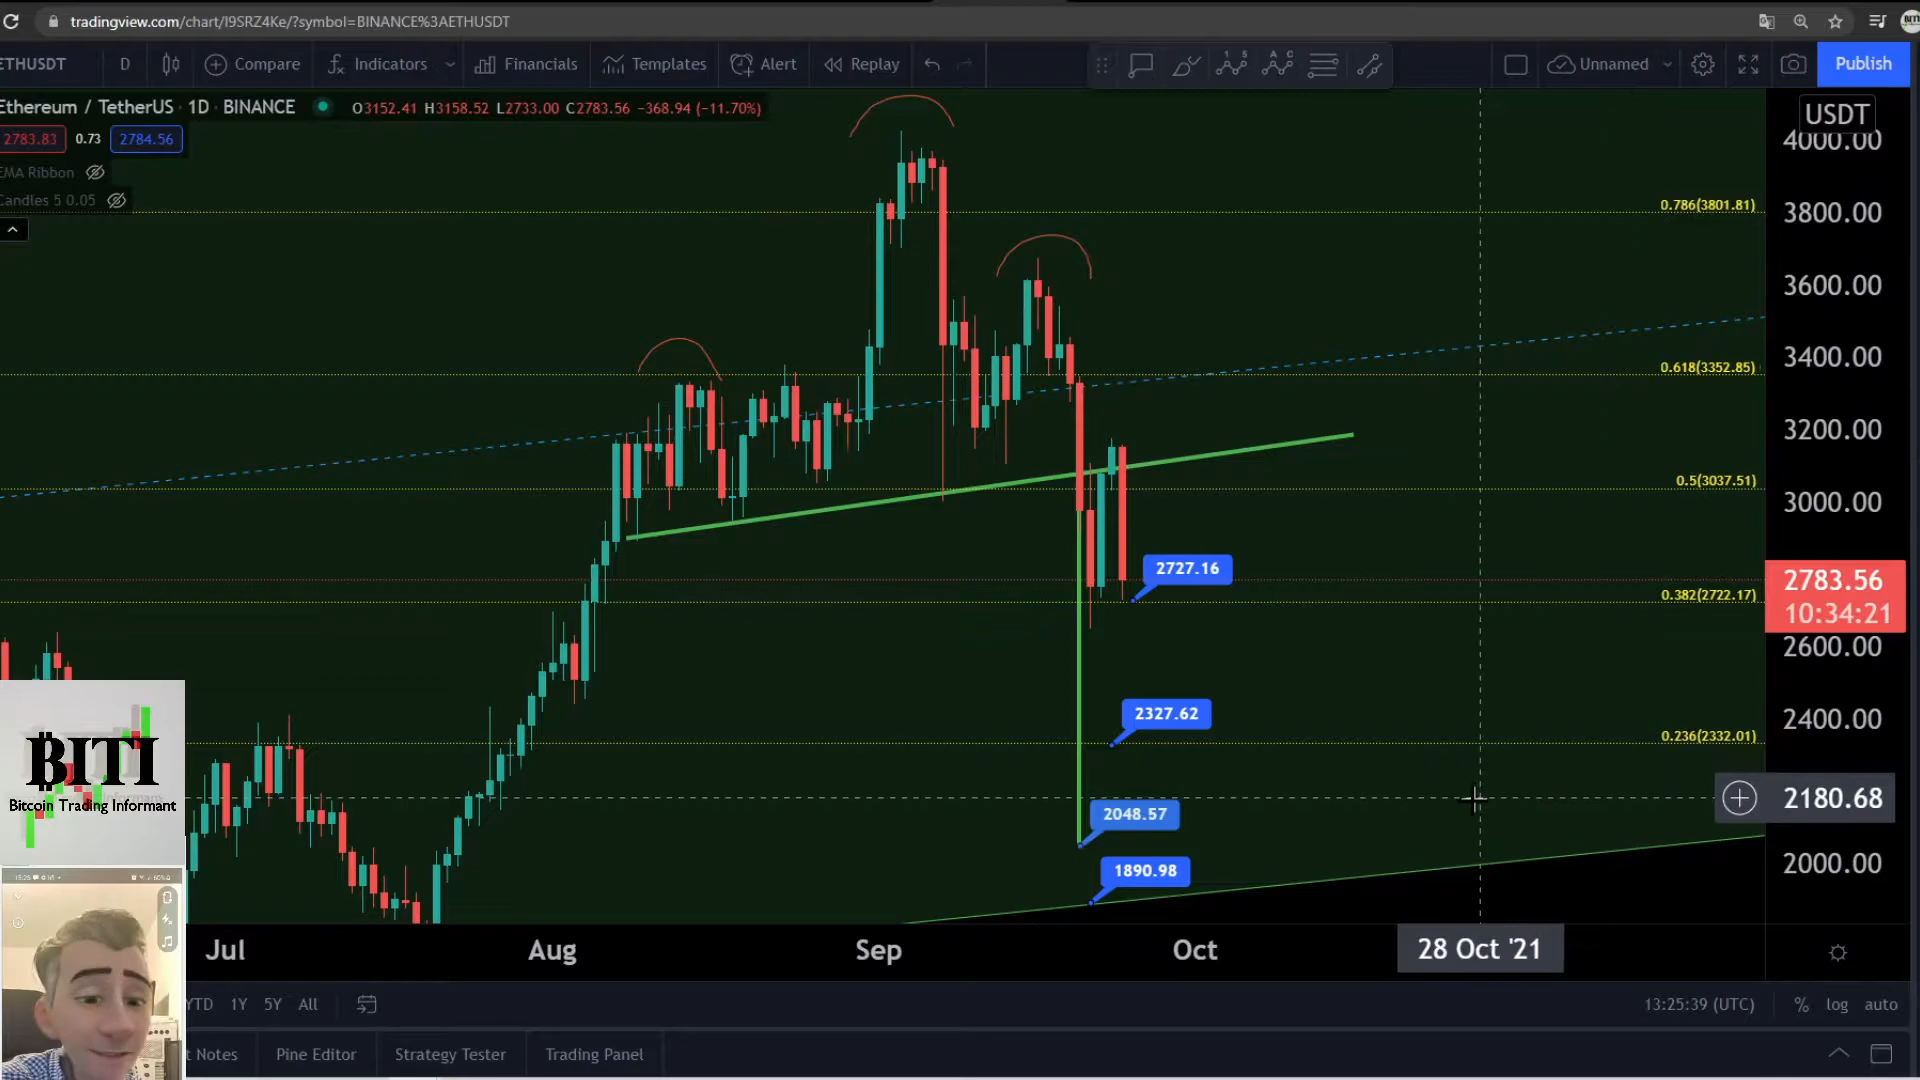 tradingview.com/chart/I9SRZ4Ke/?symbol=BINANCE%3AETHUSDT
ETHUSDT D Compare Indicators Financials Templates Alert Replay Unnamed Publish
Ethereum / TetherUS · 1D · BINANCE O3152.41 H3158.52 L2733.00 C2783.56 −368.94 (−11.70%)
2783.83 0.73 2784.56
EMA Ribbon
Candles 5 0.05
USDT
4000.00
0.786(3801.81)
3800.00
3600.00
3400.00
0.618(3352.85)
3200.00
0.5(3037.51)
3000.00
2727.16
2783.56
0.382(2722.17)
10:34:21
2600.00
2327.62
2400.00
0.236(2332.01)
2180.68
2048.57
2000.00
1890.98
BITI
Bitcoin Trading Informant
Jul Aug Sep Oct 28 Oct '21
YTD 1Y 5Y All 13:25:39 (UTC) % log auto
t Notes Pine Editor Strategy Tester Trading Panel